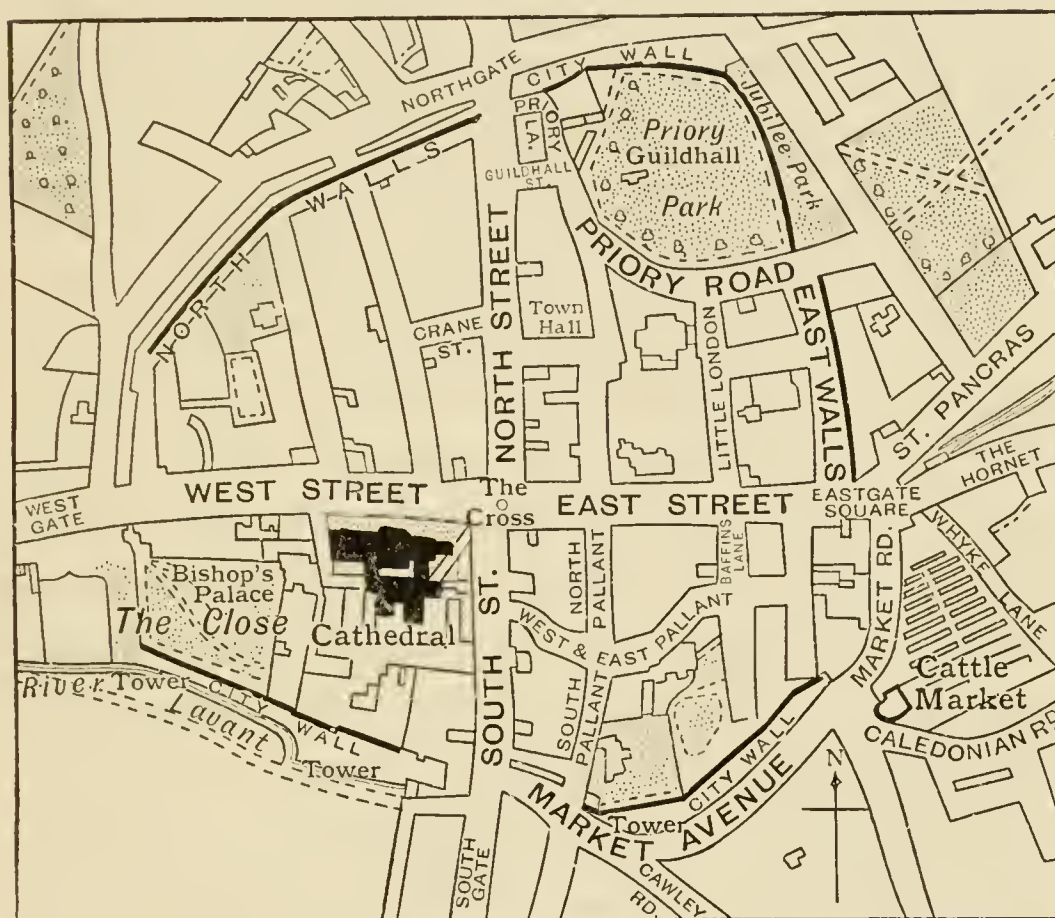 NORTHGATE
CITY WALL
PRIORY LA.
Jubilee Park
Priory
Guildhall
Park
GUILDHALL
ST.
NORTH WALLS
NORTH STREET
PRIORY ROAD
Town
Hall
CRANE
ST.
LITTLE LONDON
EAST WALLS
ST. PANCRAS
THE
HORNET
WEST
GATE
WEST STREET
The
Cross
EAST STREET
EASTGATE
SQUARE
WHYKE LANE
MARKET RD.
BAFFINS
LANE
NORTH
PALLANT
Bishop's
Palace
The Close
Cathedral
SOUTH ST.
WEST & EAST PALLANT
SOUTH
PALLANT
Cattle
Market
CALEDONIAN RD.
River Lavant
Tower
CITY WALL
Tower
CITY WALL
Tower
MARKET AVENUE
N
SOUTH
GATE
CAWLEY
RD.